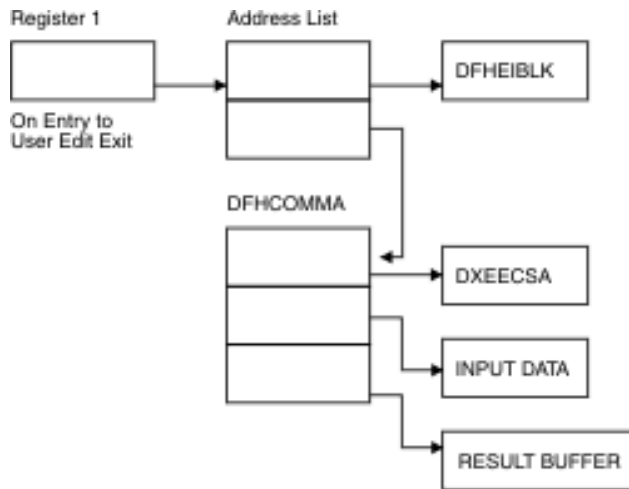 Register 1
Address List
DFHEIBLK
On Entry to
User Edit Exit
DFHCOMMA
DXEECSA
INPUT DATA
RESULT BUFFER